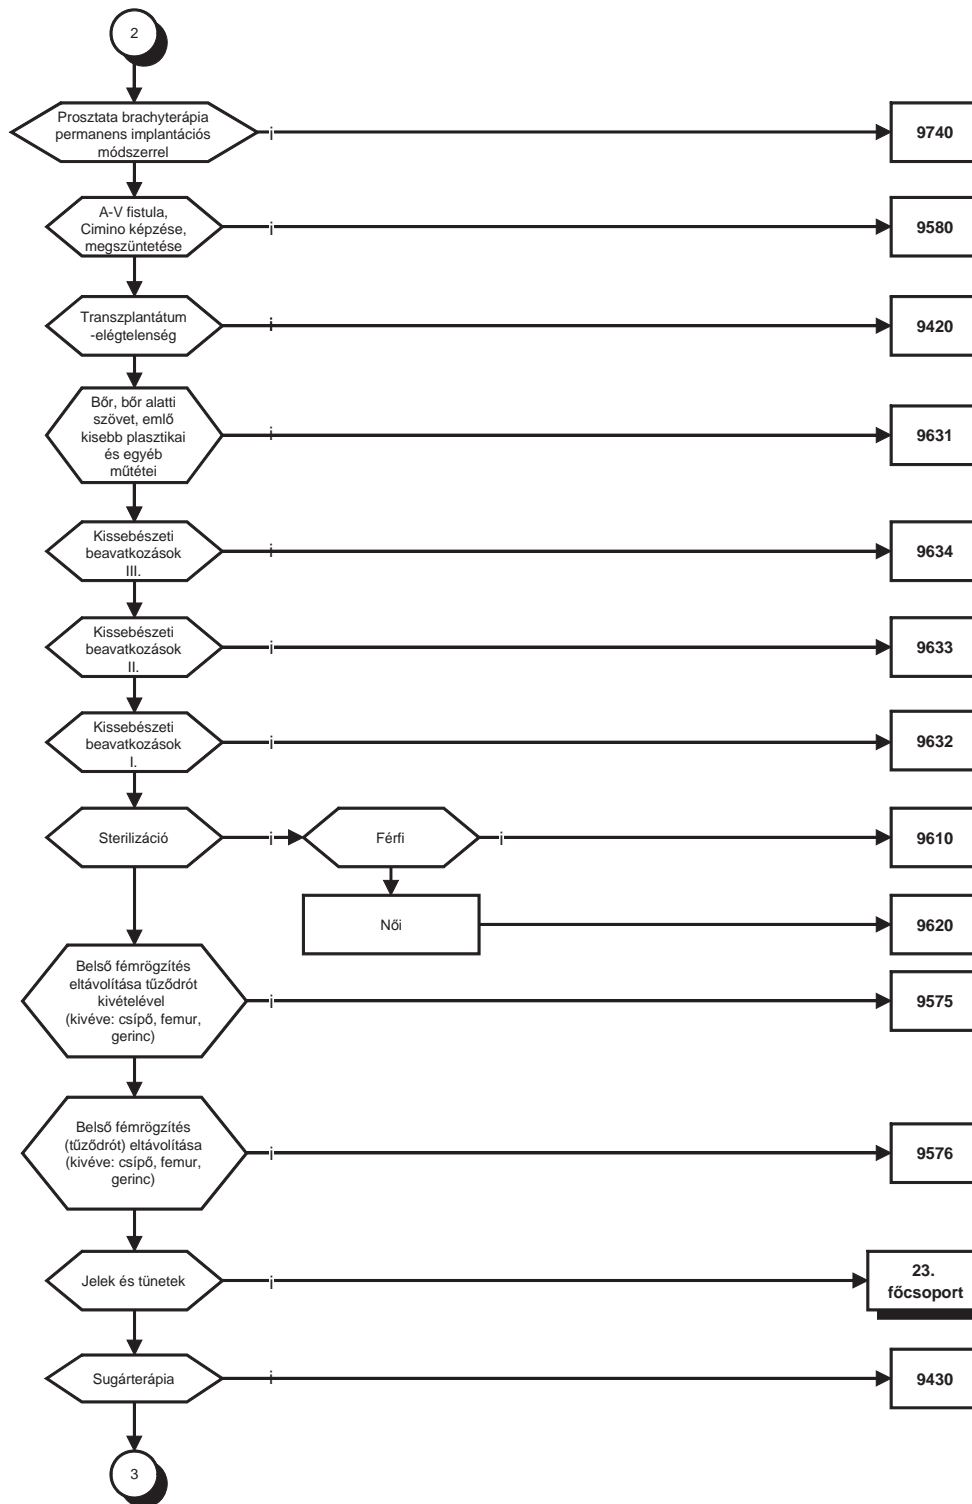 2
Prosztata brachyterápia
permanens implantációs
módszerrel
i
9740
A-V fistula,
Cimino képzése,
megszüntetése
i
9580
Transzplantátum
-elégtelenség
i
9420
Bőr, bőr alatti
szövet, emlő
kisebb plasztikai
és egyéb
műtétei
i
9631
Kissebészeti
beavatkozások
III.
i
9634
Kissebészeti
beavatkozások
II.
i
9633
Kissebészeti
beavatkozások
I.
i
9632
Sterilizáció
i
Férfi
i
9610
Női
9620
Belső fémrögzítés
eltávolítása tűződrót
kivételével
(kivéve: csípő, femur,
gerinc)
i
9575
Belső fémrögzítés
(tűződrót) eltávolítása
(kivéve: csípő, femur,
gerinc)
i
9576
Jelek és tünetek
i
23.
főcsoport
Sugárterápia
i
9430
3